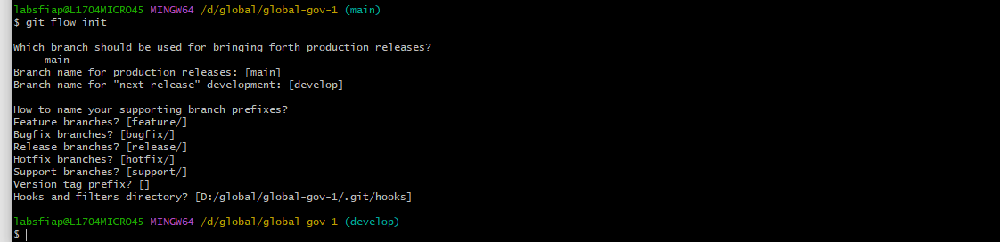 labsfiap@L1704MICRO45 MINGW64 /d/global/global-gov-1 (main)
$ git flow init
Which branch should be used for bringing forth production releases?
   - main
Branch name for production releases: [main]
Branch name for "next release" development: [develop]
How to name your supporting branch prefixes?
Feature branches? [feature/]
Bugfix branches? [bugfix/]
Release branches? [release/]
Hotfix branches? [hotfix/]
Support branches? [support/]
Version tag prefix? []
Hooks and filters directory? [D:/global/global-gov-1/.git/hooks]
labsfiap@L1704MICRO45 MINGW64 /d/global/global-gov-1 (develop)
$